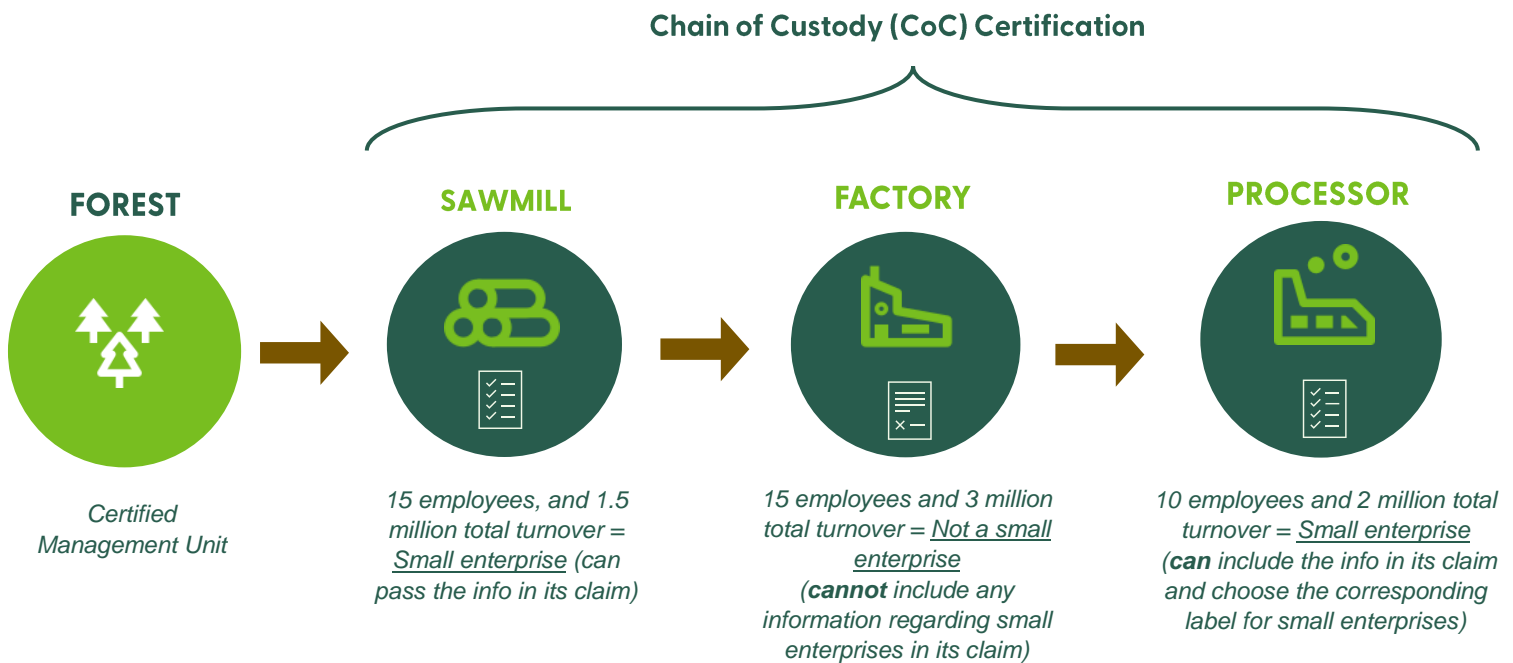 Chain of Custody (CoC) Certification
FOREST
Certified
Management Unit
SAWMILL
15 employees, and 1.5
million total turnover =
Small enterprise (can
pass the info in its claim)
FACTORY
15 employees and 3 million
total turnover = Not a small
enterprise
(cannot include any
information regarding small
enterprises in its claim)
PROCESSOR
10 employees and 2 million total
turnover = Small enterprise
(can include the info in its claim
and choose the corresponding
label for small enterprises)